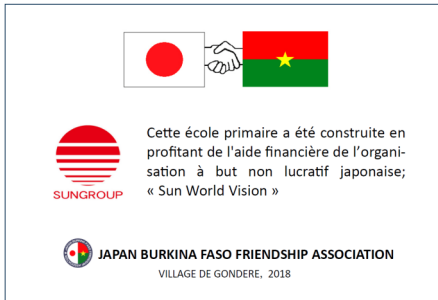 Cette école primaire a été construite en
profitant de l'aide financière de l'organi-
sation à but non lucratif japonaise;
« Sun World Vision »
SUNGROUP
JAPAN BURKINA FASO FRIENDSHIP ASSOCIATION
VILLAGE DE GONDERE, 2018